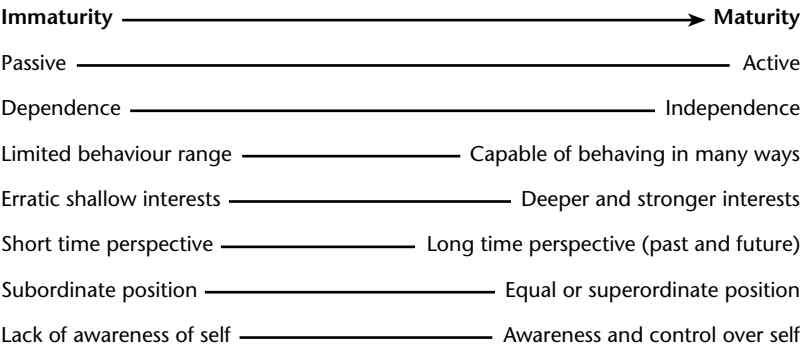 Immaturity Maturity
Passive Active
Dependence Independence
Limited behaviour range Capable of behaving in many ways
Erratic shallow interests Deeper and stronger interests
Short time perspective Long time perspective (past and future)
Subordinate position Equal or superordinate position
Lack of awareness of self Awareness and control over self